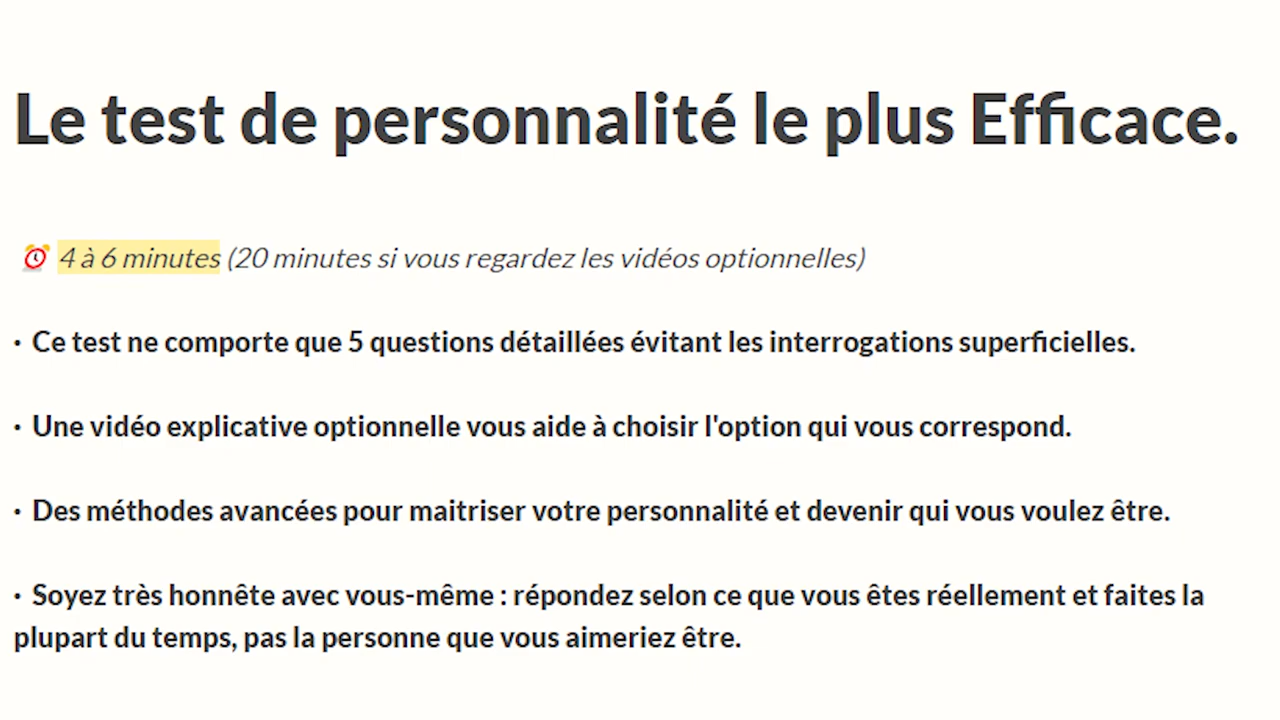 Le test de personnalité le plus Efficace.
⏰ 4 à 6 minutes (20 minutes si vous regardez les vidéos optionnelles)
· Ce test ne comporte que 5 questions détaillées évitant les interrogations superficielles.
· Une vidéo explicative optionnelle vous aide à choisir l'option qui vous correspond.
· Des méthodes avancées pour maitriser votre personnalité et devenir qui vous voulez être.
· Soyez très honnête avec vous-même : répondez selon ce que vous êtes réellement et faites la
plupart du temps, pas la personne que vous aimeriez être.